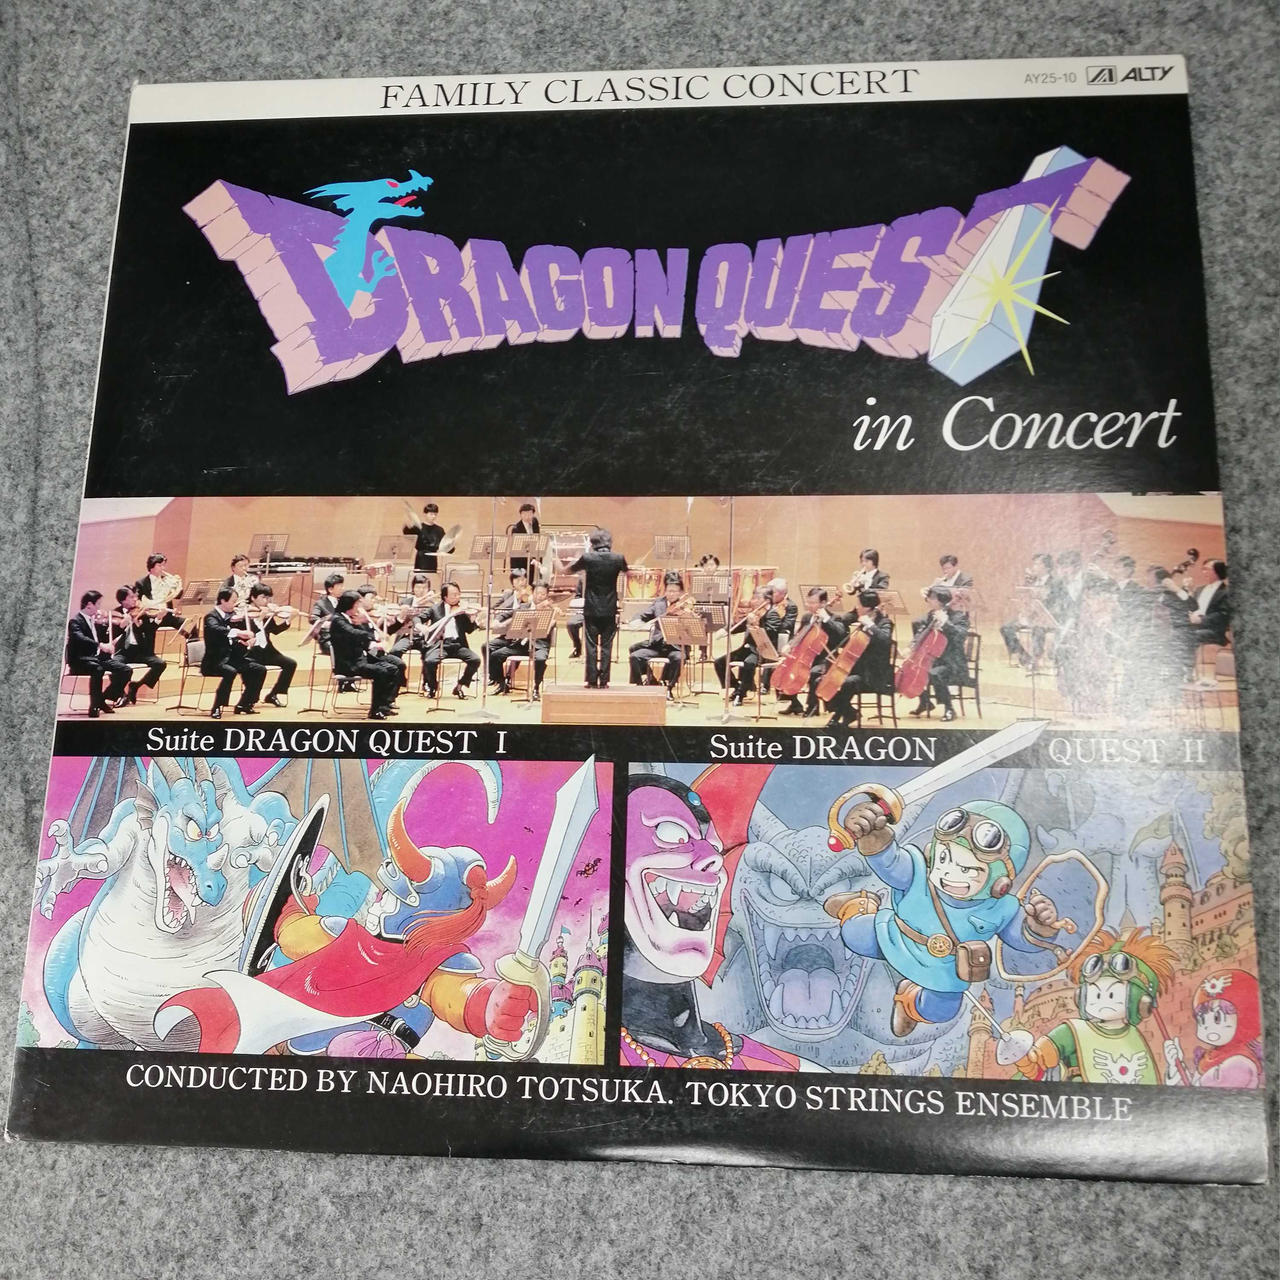 FAMILY CLASSIC CONCERT
AY25-10 ALTY
DRAGON QUEST
in Concert
Suite DRAGON QUEST I
Suite DRAGON QUEST II
CONDUCTED BY NAOHIRO TOTSUKA. TOKYO STRINGS ENSEMBLE